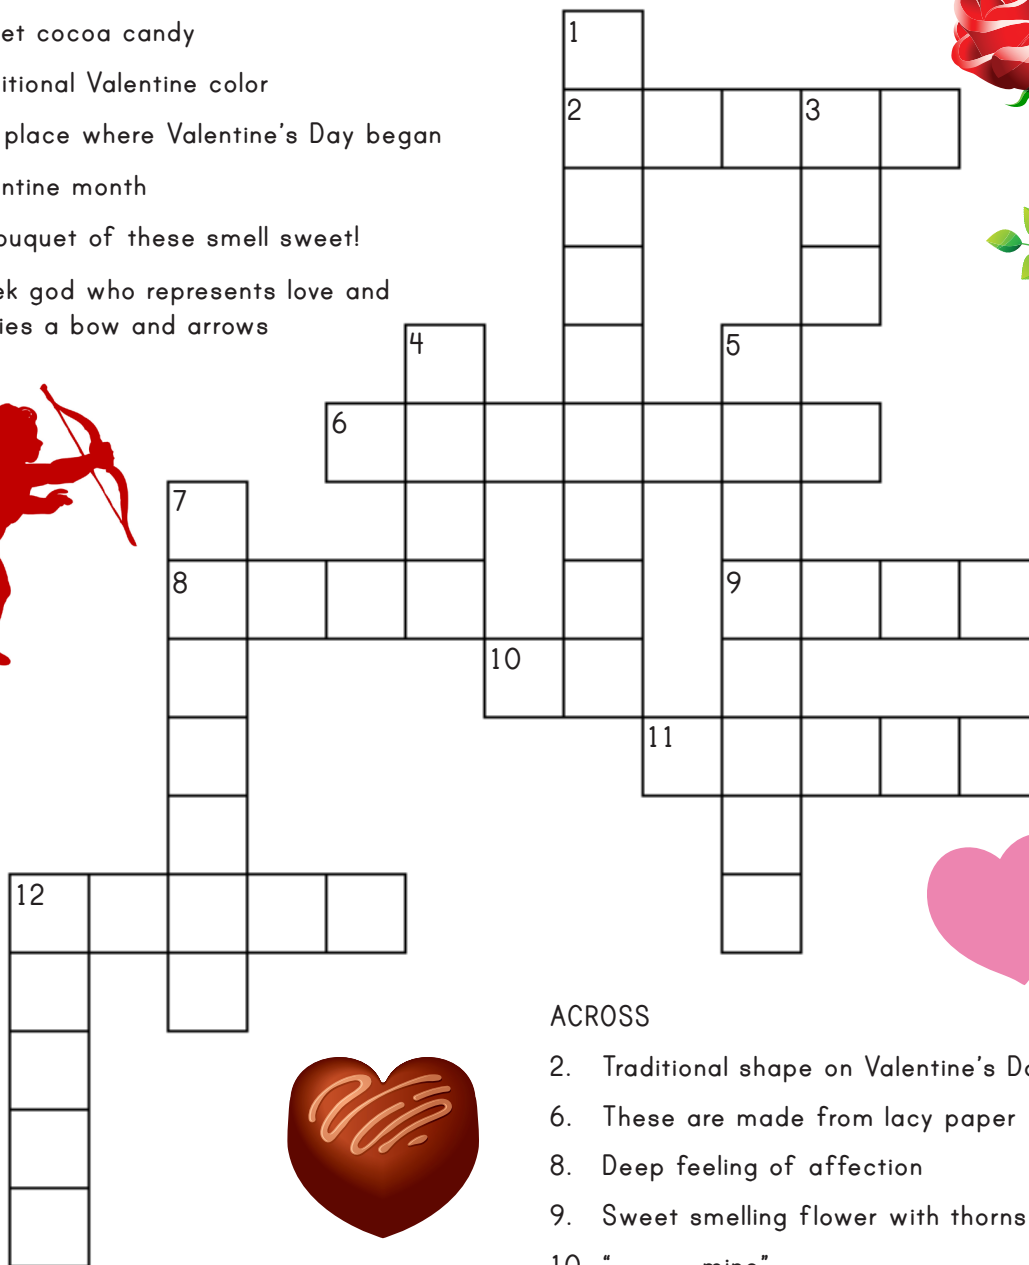 et cocoa candy
itional Valentine color
place where Valentine's Day began
ntine month
ouquet of these smell sweet!
ek god who represents love and
ies a bow and arrows
1
2 3
4 5
6
7
8 9
10
11
12
ACROSS
2. Traditional shape on Valentine's Da
6. These are made from lacy paper
8. Deep feeling of affection
9. Sweet smelling flower with thorns
10 " mine"